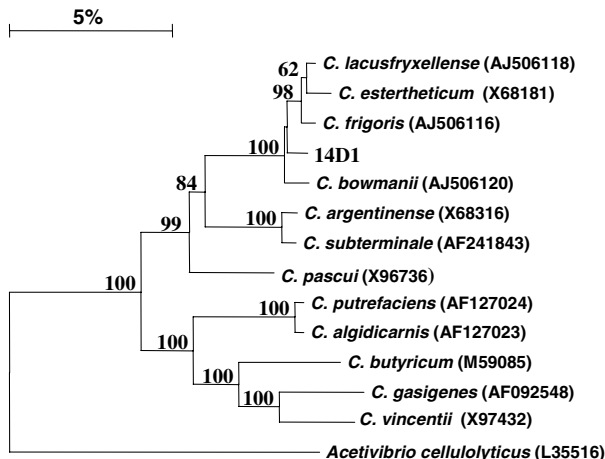 5%
C. lacusfryxellense (AJ506118)
62
C. estertheticum (X68181)
98
C. frigoris (AJ506116)
14D1
100
C. bowmanii (AJ506120)
84
C. argentinense (X68316)
100
C. subterminale (AF241843)
99
C. pascui (X96736)
100
C. putrefaciens (AF127024)
100
C. algidicarnis (AF127023)
100
C. butyricum (M59085)
100
C. gasigenes (AF092548)
100
C. vincentii (X97432)
Acetivibrio cellulolyticus (L35516)